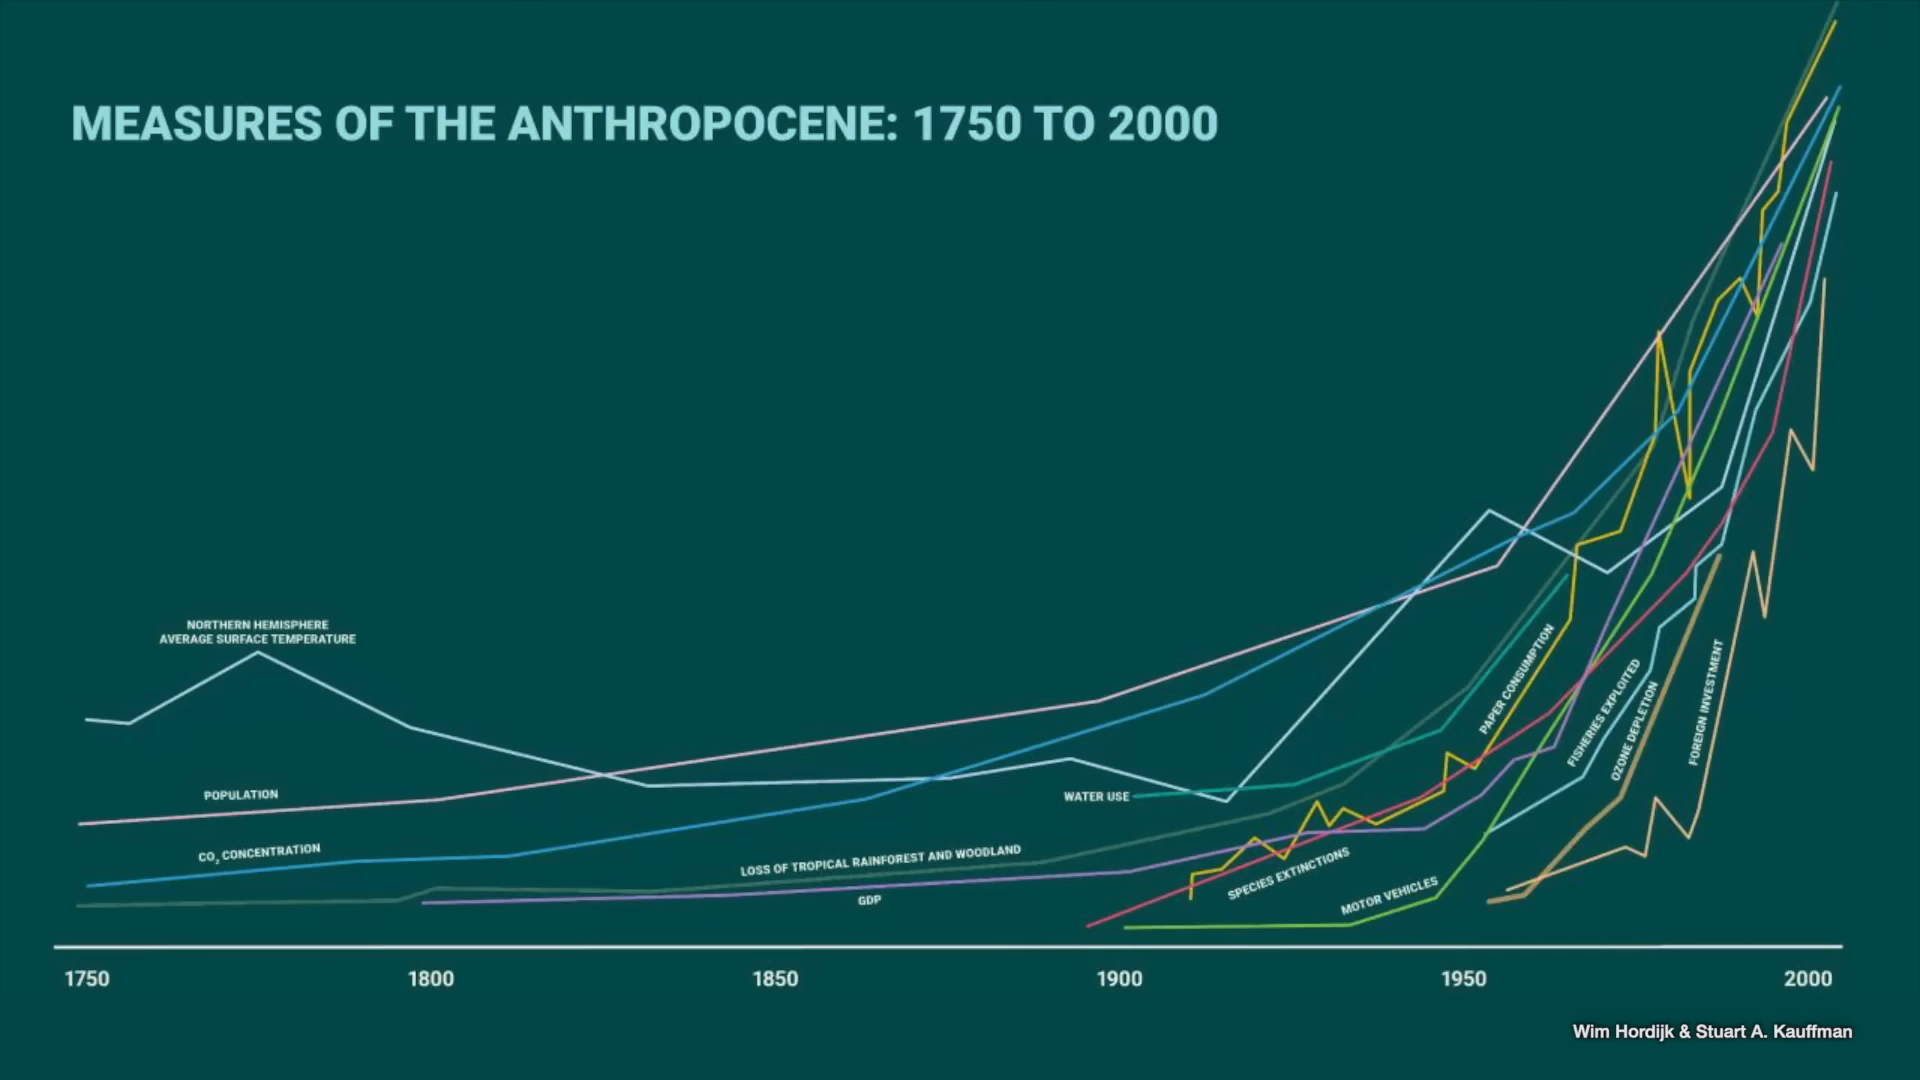 MEASURES OF THE ANTHROPOCENE: 1750 TO 2000
NORTHERN HEMISPHERE
AVERAGE SURFACE TEMPERATURE
POPULATION
CO₂ CONCENTRATION
LOSS OF TROPICAL RAINFOREST AND WOODLAND
GDP
WATER USE
SPECIES EXTINCTIONS
MOTOR VEHICLES
PAPER CONSUMPTION
FISHERIES EXPLOITED
OZONE DEPLETION
FOREIGN INVESTMENT
1750 1800 1850 1900 1950 2000
Wim Hordijk & Stuart A. Kauffman